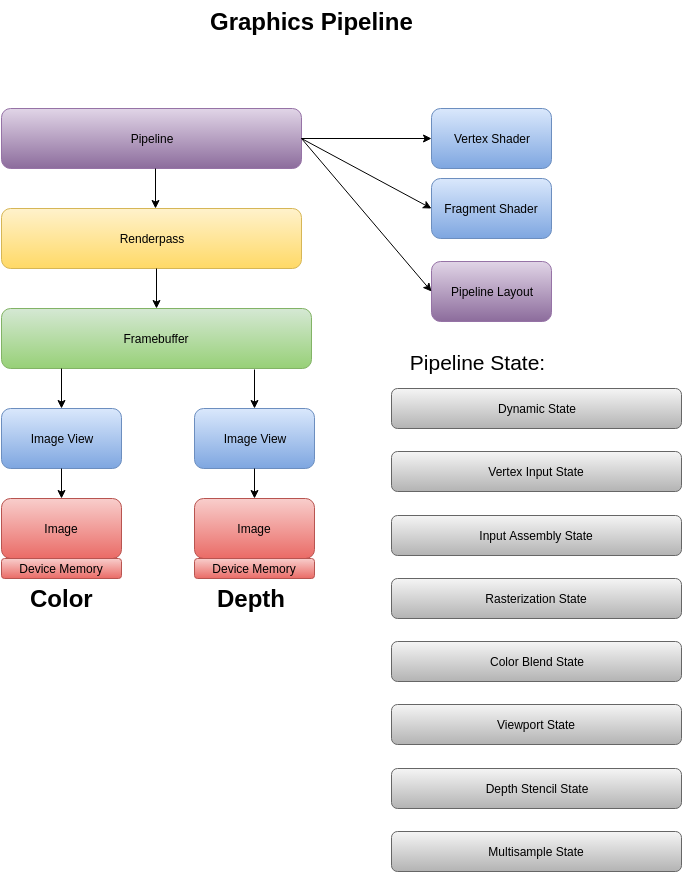 Graphics Pipeline
Pipeline
Vertex Shader
Renderpass
Fragment Shader
Pipeline Layout
Framebuffer
Pipeline State:
Image View
Image View
Image
Image
Device Memory
Device Memory
Color
Depth
Dynamic State
Vertex Input State
Input Assembly State
Rasterization State
Color Blend State
Viewport State
Depth Stencil State
Multisample State